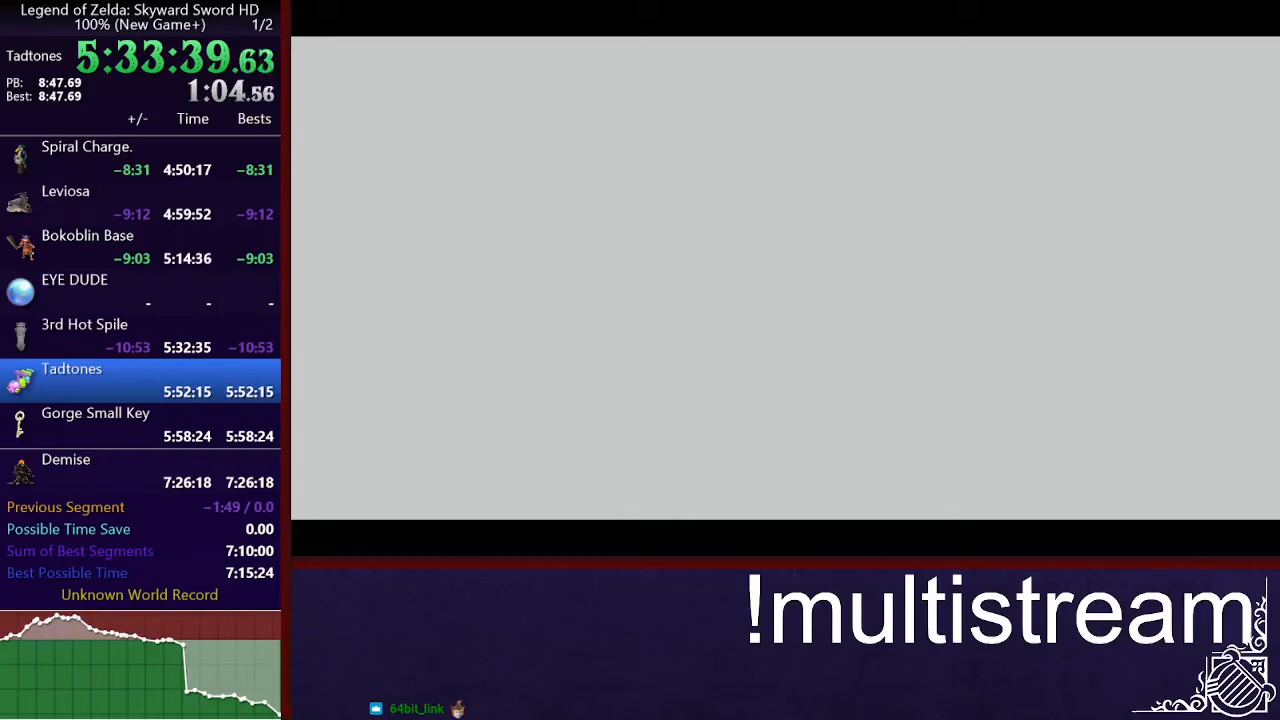 Legend of Zelda: Skyward Sword HD
100% (New Game+) 1/2
Tadtones 5:33:39.63
PB: 8:47.69
Best: 8:47.69
1:04.56
+/- Time Bests
Spiral Charge.
−8:31 4:50:17 −8:31
Leviosa
−9:12 4:59:52 −9:12
Bokoblin Base
−9:03 5:14:36 −9:03
EYE DUDE
- - -
3rd Hot Spile
−10:53 5:32:35 −10:53
Tadtones
5:52:15 5:52:15
Gorge Small Key
5:58:24 5:58:24
Demise
7:26:18 7:26:18
Previous Segment −1:49 / 0.0
Possible Time Save 0.00
Sum of Best Segments 7:10:00
Best Possible Time 7:15:24
Unknown World Record
!multistream
64bit_link